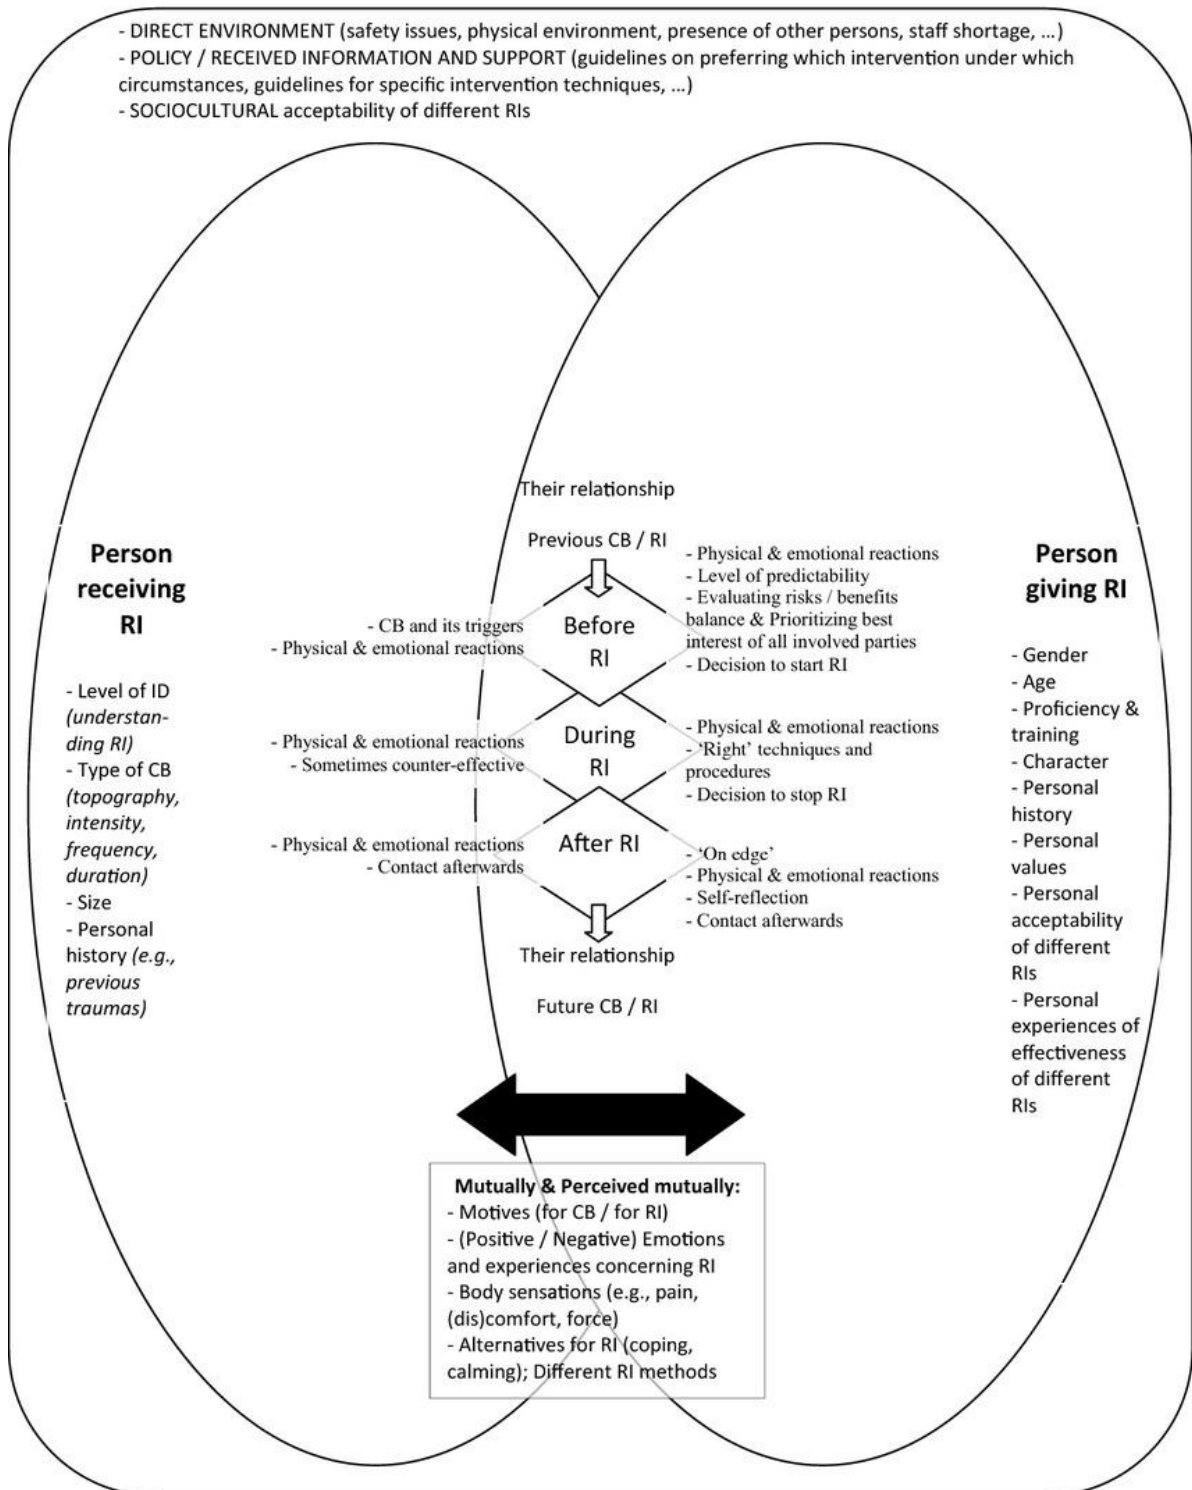 - DIRECT ENVIRONMENT (safety issues, physical environment, presence of other persons, staff shortage, ...)
- POLICY / RECEIVED INFORMATION AND SUPPORT (guidelines on preferring which intervention under which
circumstances, guidelines for specific intervention techniques, ...)
- SOCIOCULTURAL acceptability of different RIs
Person
receiving
RI
- Level of ID
(understan-
ding RI)
- Type of CB
(topography,
intensity,
frequency,
duration)
- Size
- Personal
history (e.g.,
previous
traumas)
Their relationship
Previous CB / RI
- CB and its triggers
- Physical & emotional reactions
Before
RI
- Physical & emotional reactions
- Level of predictability
- Evaluating risks / benefits
balance & Prioritizing best
interest of all involved parties
- Decision to start RI
- Physical & emotional reactions
- Sometimes counter-effective
During
RI
- Physical & emotional reactions
- ‘Right’ techniques and
procedures
- Decision to stop RI
- Physical & emotional reactions
- Contact afterwards
After RI
- ‘On edge’
- Physical & emotional reactions
- Self-reflection
- Contact afterwards
Their relationship
Future CB / RI
Person
giving RI
- Gender
- Age
- Proficiency &
training
- Character
- Personal
history
- Personal
values
- Personal
acceptability
of different
RIs
- Personal
experiences of
effectiveness
of different
RIs
Mutually & Perceived mutually:
- Motives (for CB / for RI)
- (Positive / Negative) Emotions
and experiences concerning RI
- Body sensations (e.g., pain,
(dis)comfort, force)
- Alternatives for RI (coping,
calming); Different RI methods